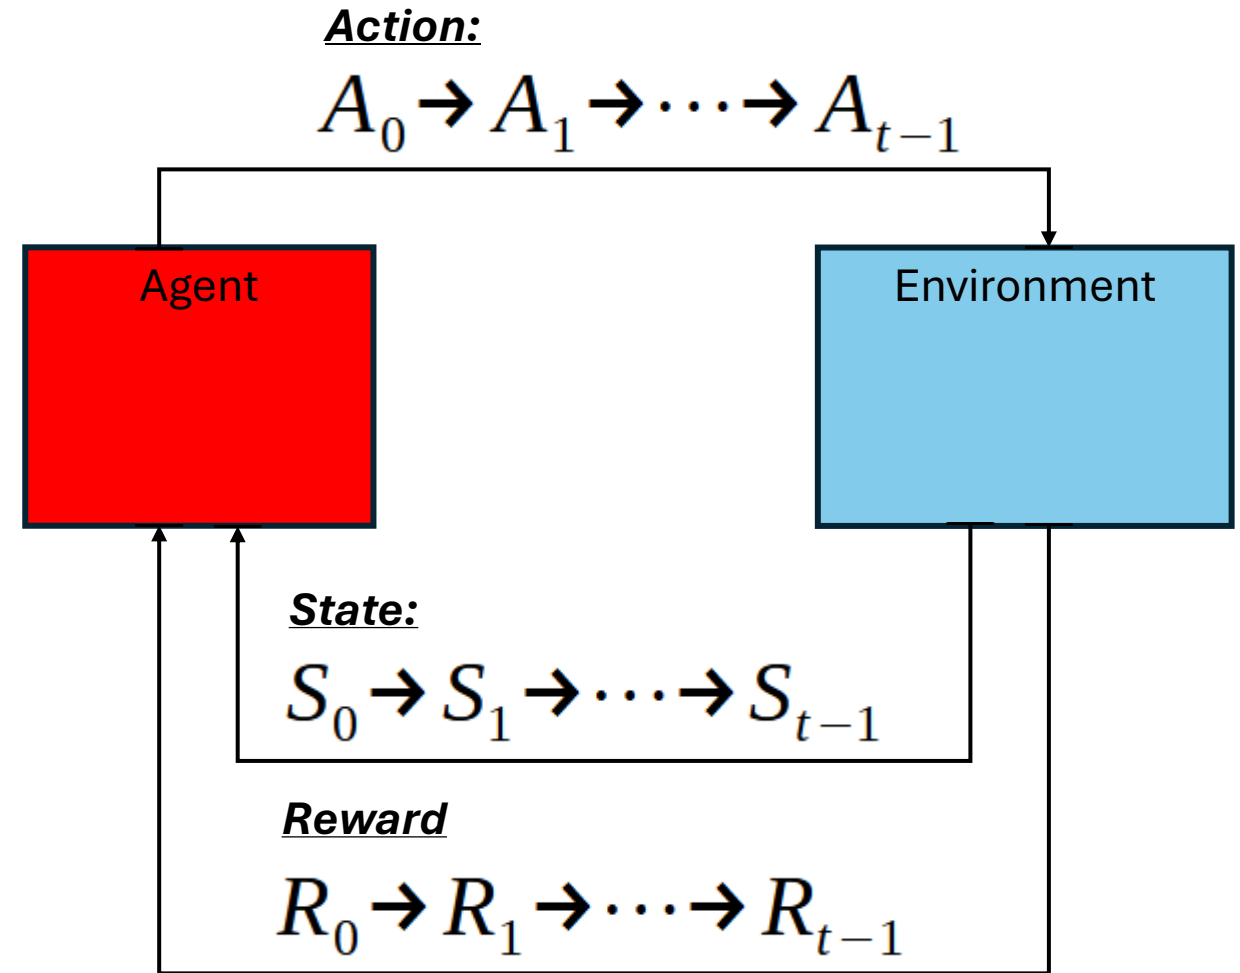 Action:
A₀ → A₁ → ⋯ → Aₜ₋₁
Agent
Environment
State:
S₀ → S₁ → ⋯ → Sₜ₋₁
Reward
R₀ → R₁ → ⋯ → Rₜ₋₁